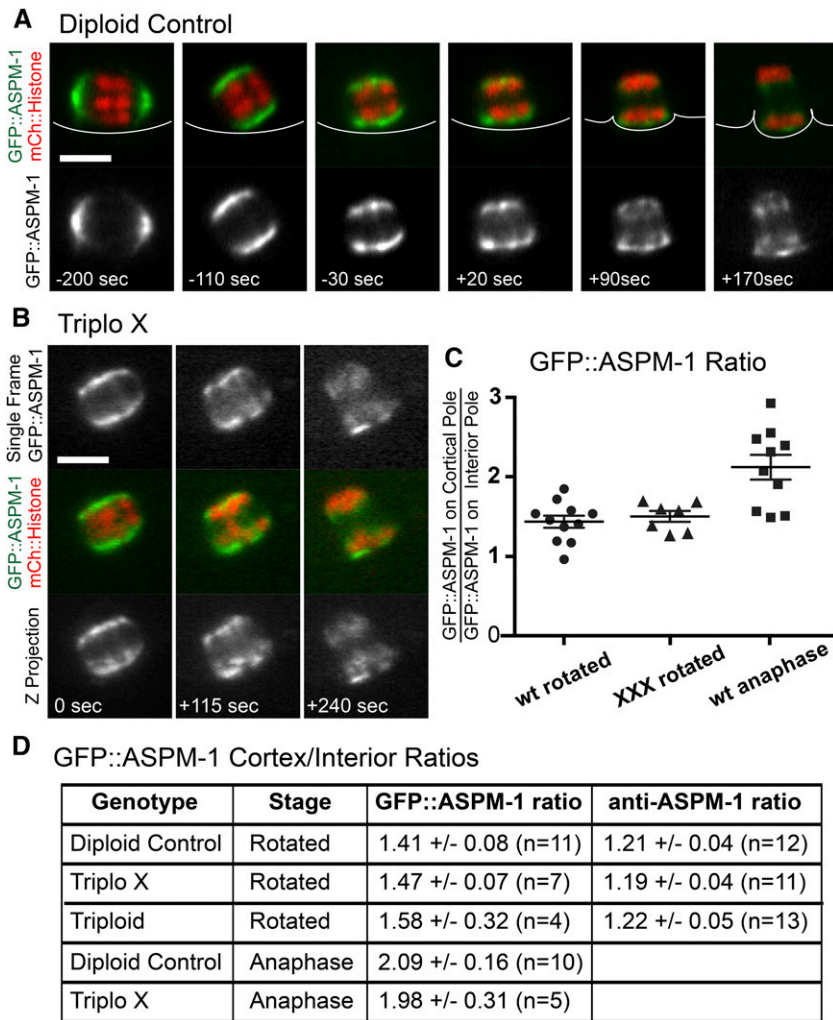 A Diploid Control
GFP::ASPM-1
mCh::Histone
GFP::ASPM-1
-200 sec
-110 sec
-30 sec
+20 sec
+90sec
+170sec
B Triplo X
Single Frame
GFP::ASPM-1
GFP::ASPM-1
mCh::Histone
Z Projection
0 sec
+115 sec
+240 sec
C GFP::ASPM-1 Ratio
GFP::ASPM-1 on Cortical Pole
GFP::ASPM-1 on Interior Pole
3
2
1
0
wt rotated
XXX rotated
wt anaphase
D GFP::ASPM-1 Cortex/Interior Ratios
Genotype Stage GFP::ASPM-1 ratio anti-ASPM-1 ratio
Diploid Control Rotated 1.41 +/- 0.08 (n=11) 1.21 +/- 0.04 (n=12)
Triplo X Rotated 1.47 +/- 0.07 (n=7) 1.19 +/- 0.04 (n=11)
Triploid Rotated 1.58 +/- 0.32 (n=4) 1.22 +/- 0.05 (n=13)
Diploid Control Anaphase 2.09 +/- 0.16 (n=10)
Triplo X Anaphase 1.98 +/- 0.31 (n=5)